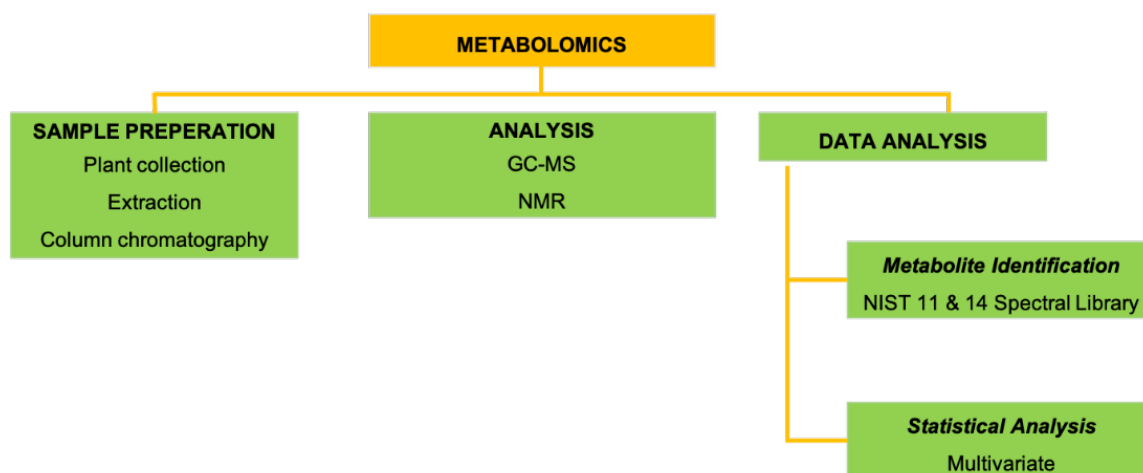 METABOLOMICS
SAMPLE PREPERATION
Plant collection
Extraction
Column chromatography
ANALYSIS
GC-MS
NMR
DATA ANALYSIS
Metabolite Identification
NIST 11 & 14 Spectral Library
Statistical Analysis
Multivariate